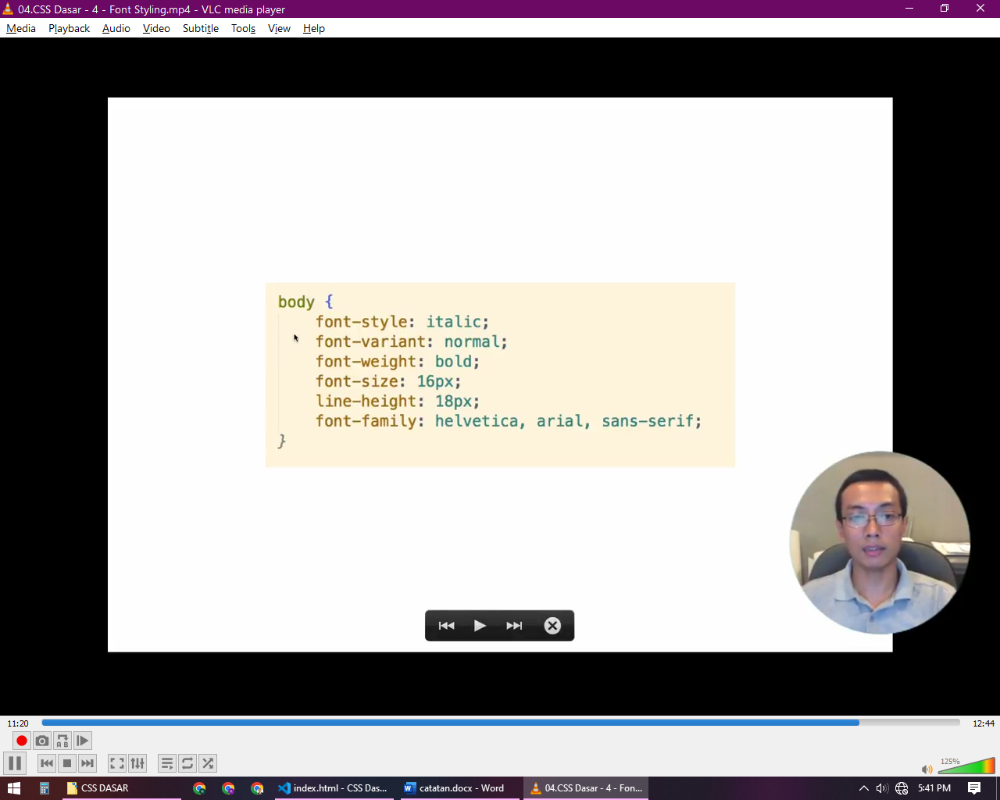 04.CSS Dasar - 4 - Font Styling.mp4 - VLC media player
Media Playback Audio Video Subtitle Tools View Help
body {
font-style: italic;
font-variant: normal;
font-weight: bold;
font-size: 16px;
line-height: 18px;
font-family: helvetica, arial, sans-serif;
}
11:20 12:44
A B
125%
CSS DASAR index.html - CSS Das... catatan.docx - Word 04.CSS Dasar - 4 - Fon... 5:41 PM